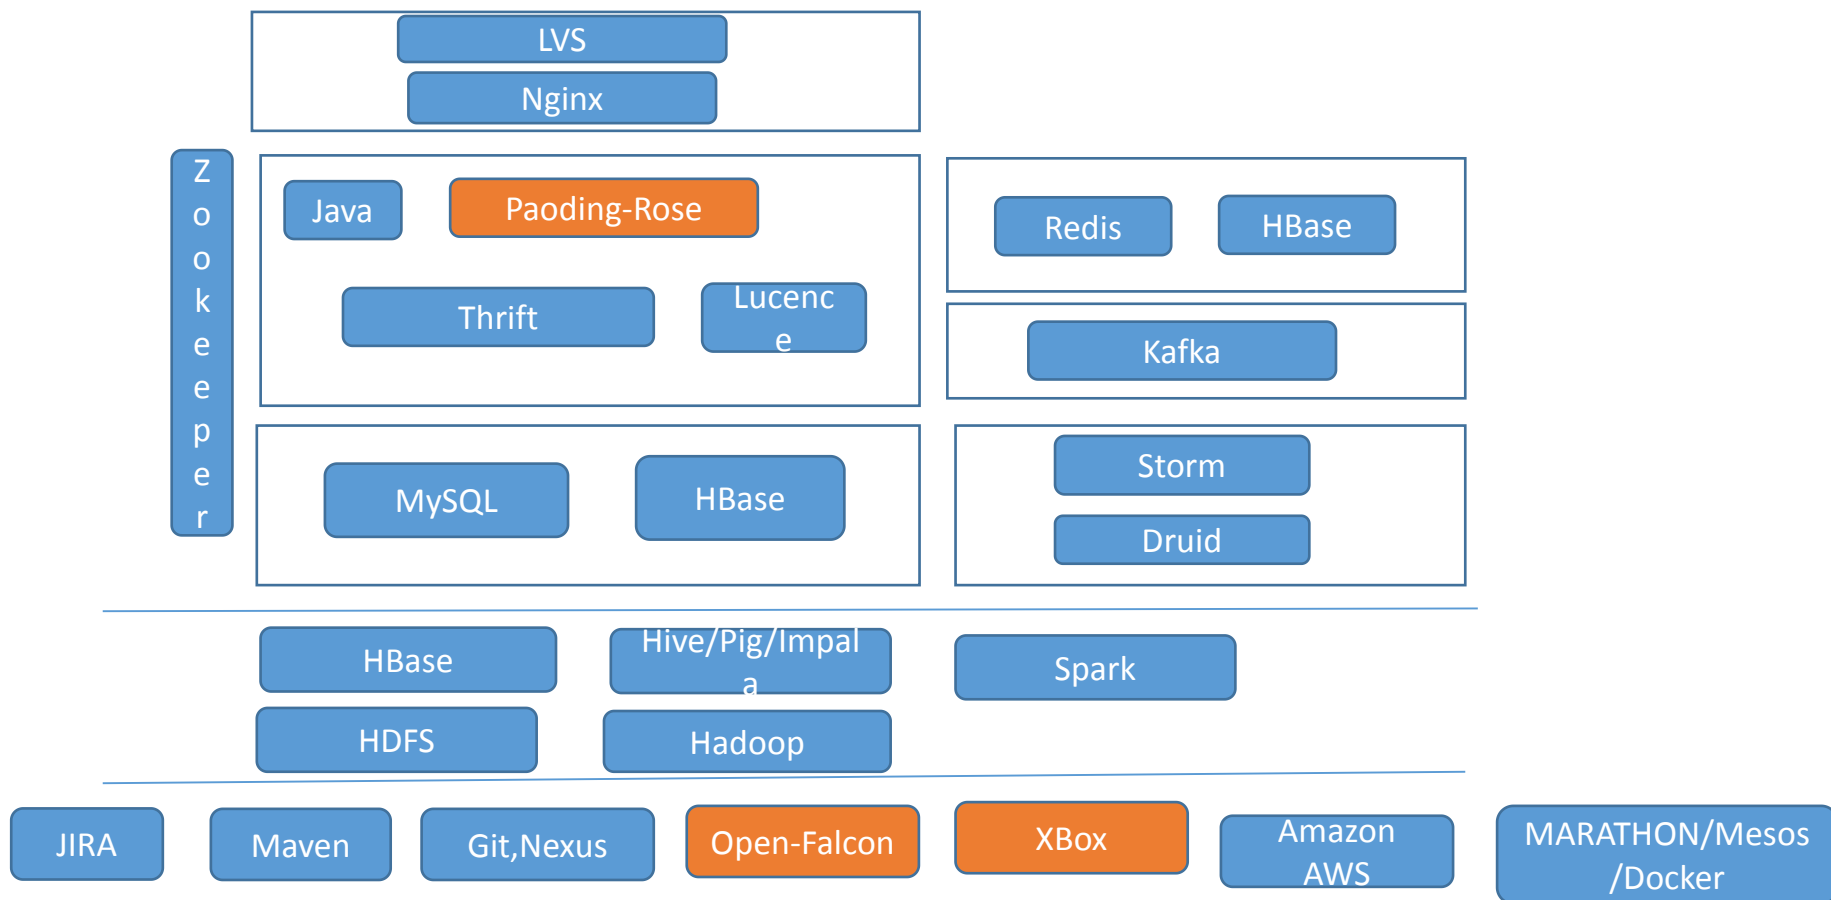 LVS
Nginx
Zookeeper
Java
Paoding-Rose
Thrift
Lucenc
e
Redis
HBase
Kafka
MySQL
HBase
Storm
Druid
HBase
Hive/Pig/Impal
a
Spark
HDFS
Hadoop
JIRA
Maven
Git,Nexus
Open-Falcon
XBox
Amazon
AWS
MARATHON/Mesos
/Docker